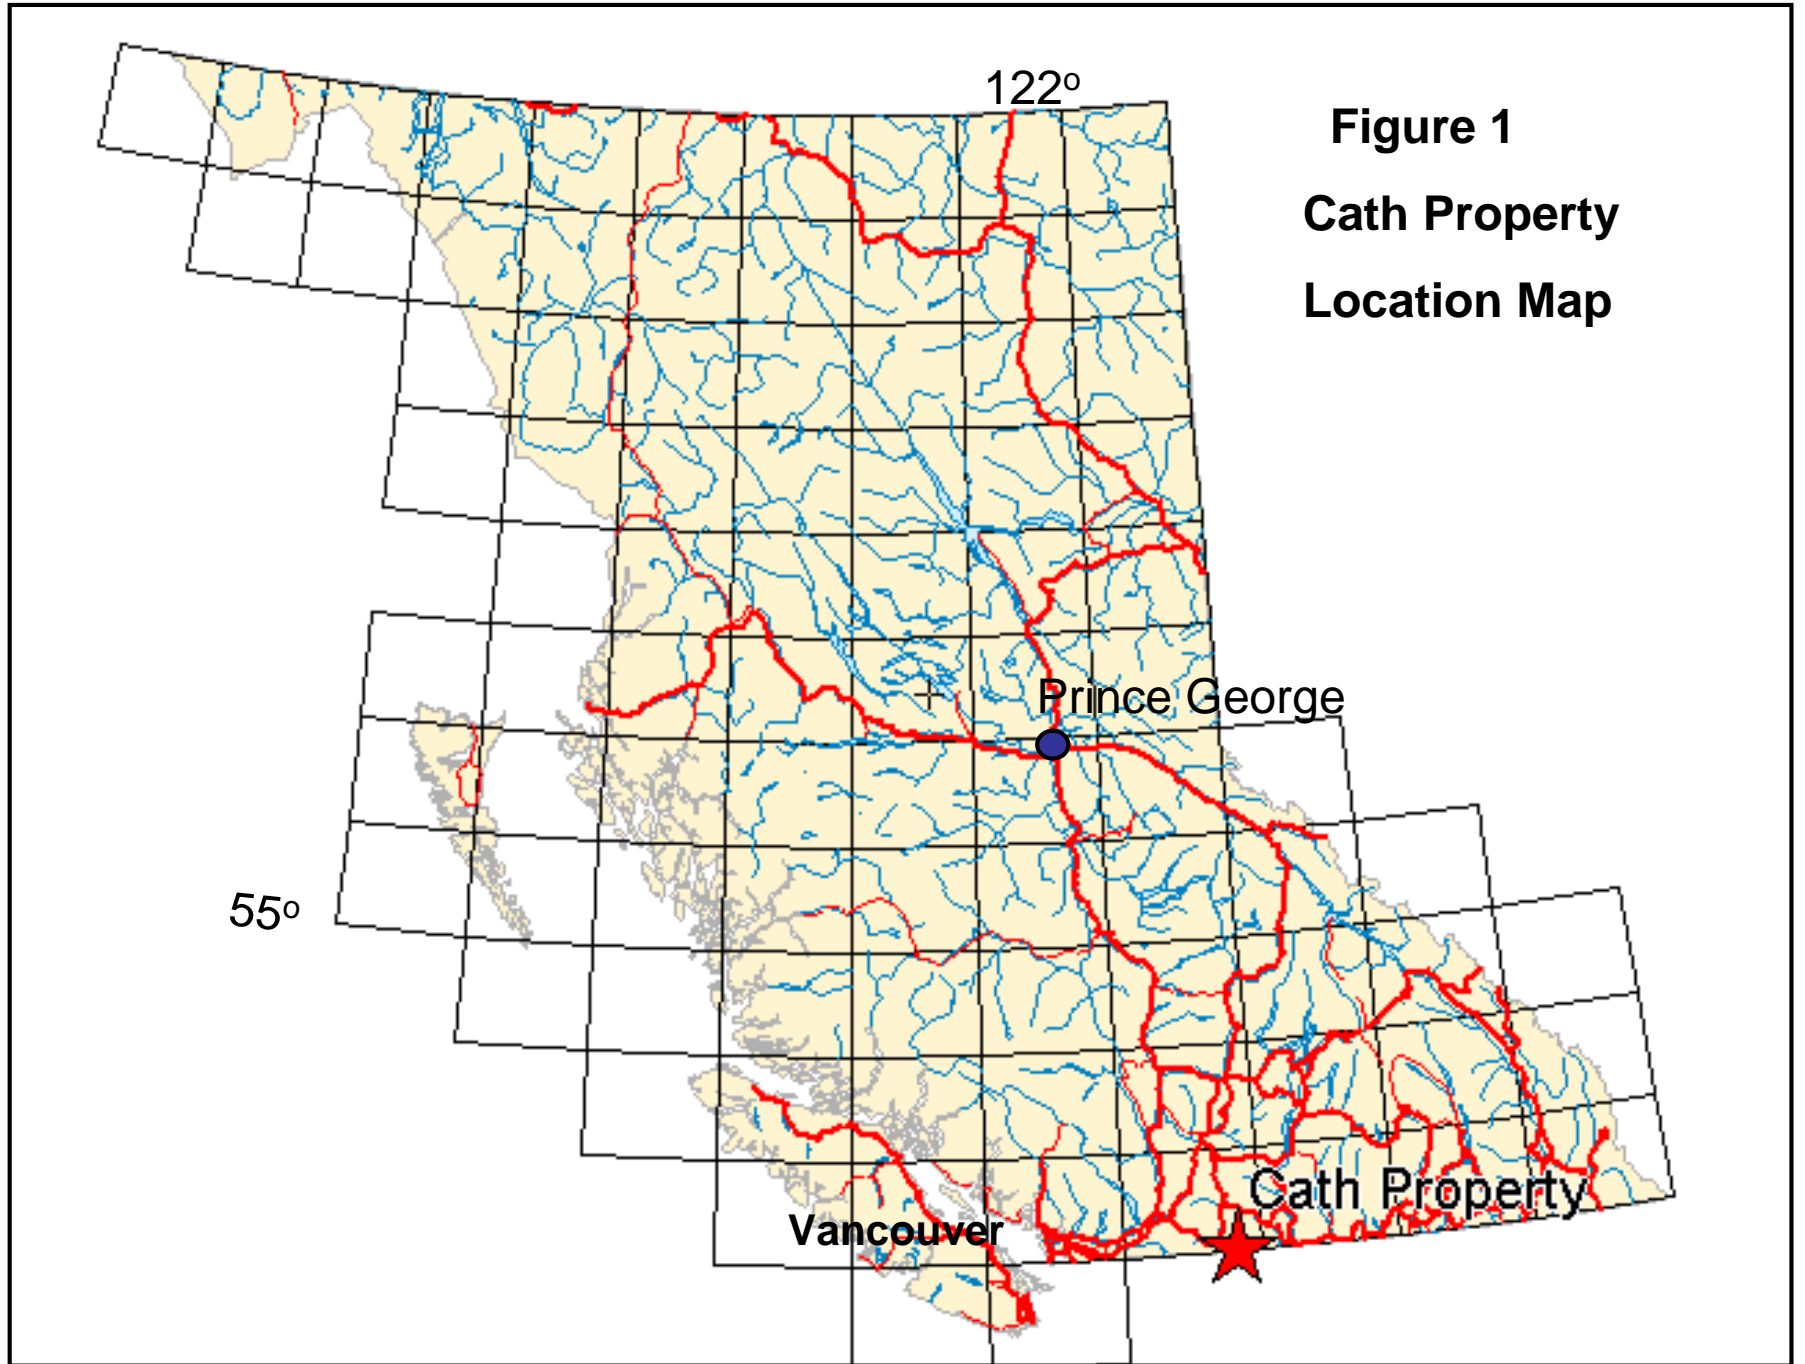 122º
Figure 1
Cath Property
Location Map
Prince George
55º
Cath Property
Vancouver